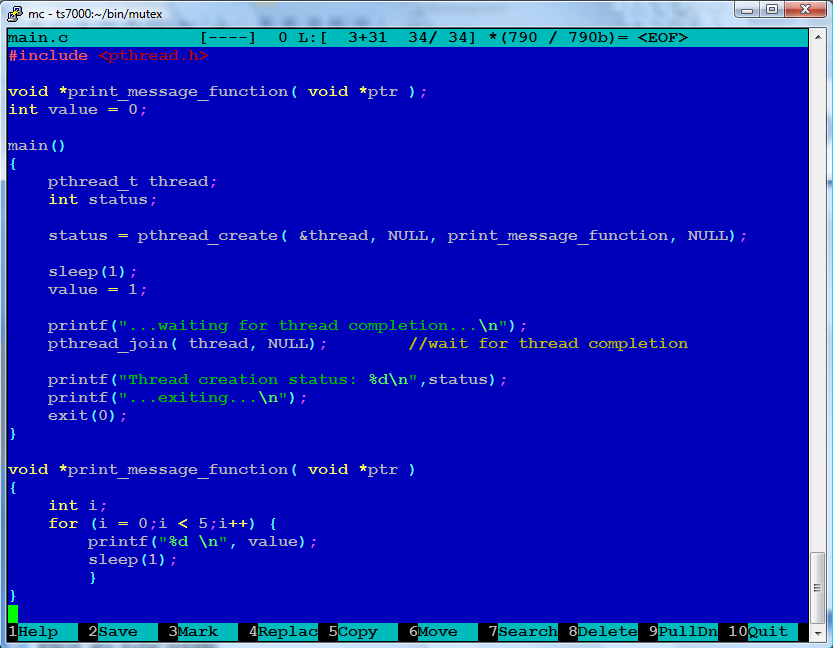 mc - ts7000:~/bin/mutex
main.c [----] 0 L:[ 3+31 34/ 34] *(790 / 790b)= <EOF>
#include <pthread.h>
void *print_message_function( void *ptr );
int value = 0;
main()
{
    pthread_t thread;
    int status;
    status = pthread_create( &thread, NULL, print_message_function, NULL);
    sleep(1);
    value = 1;
    printf("...waiting for thread completion...\n");
    pthread_join( thread, NULL);        //wait for thread completion
    printf("Thread creation status: %d\n",status);
    printf("...exiting...\n");
    exit(0);
}
void *print_message_function( void *ptr )
{
    int i;
    for (i = 0;i < 5;i++) {
        printf("%d \n", value);
        sleep(1);
        }
}
1Help 2Save 3Mark 4Replac 5Copy 6Move 7Search 8Delete 9PullDn 10Quit